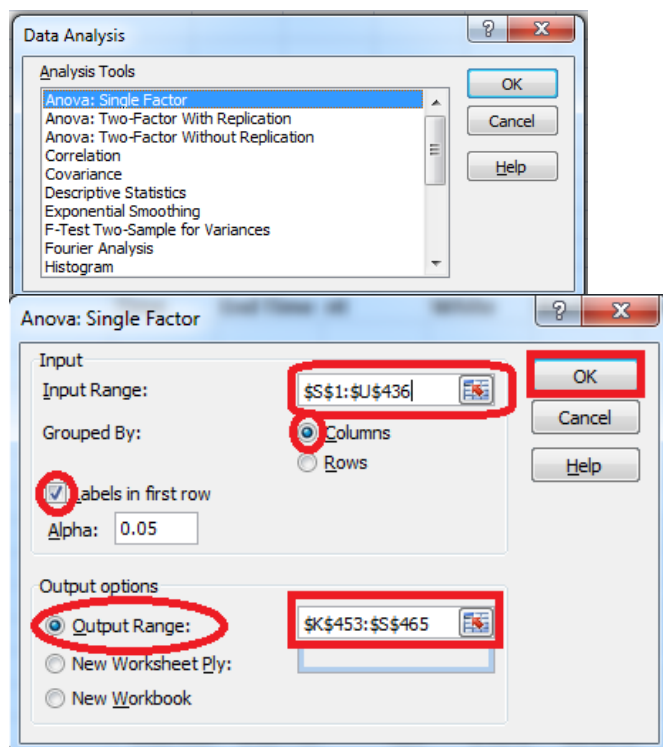 Data Analysis
?
X
Analysis Tools
Anova: Single Factor
Anova: Two-Factor With Replication
Anova: Two-Factor Without Replication
Correlation
Covariance
Descriptive Statistics
Exponential Smoothing
F-Test Two-Sample for Variances
Fourier Analysis
Histogram
OK
Cancel
Help
Anova: Single Factor
?
X
Input
Input Range:
$S$1:$U$436
Grouped By:
Columns
Rows
Labels in first row
Alpha:
0.05
OK
Cancel
Help
Output options
Output Range:
$K$453:$S$465
New Worksheet Ply:
New Workbook